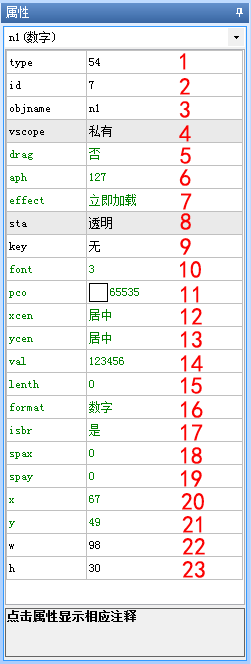 属性
n1(数字)
type 54 1
id 7 2
objname n1 3
vscope 私有 4
drag 否 5
aph 127 6
effect 立即加载 7
sta 透明 8
key 无 9
font 3 10
pco 65535 11
xcen 居中 12
ycen 居中 13
val 123456 14
lenth 0 15
format 数字 16
isbr 是 17
spax 0 18
spay 0 19
x 67 20
y 49 21
w 98 22
h 30 23
点击属性显示相应注释